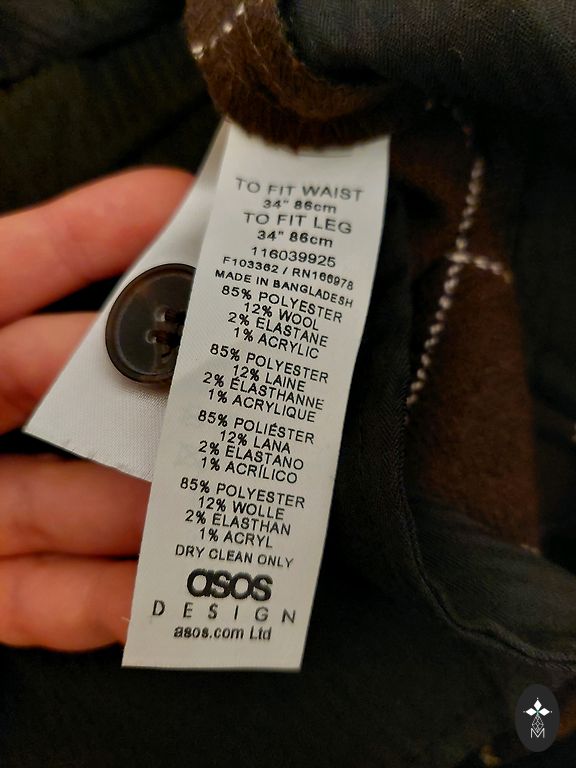 TO FIT WAIST
34" 86cm
TO FIT LEG
34" 86cm
116039925
F103362 / RN166978
MADE IN BANGLADESH
85% POLYESTER
12% WOOL
2% ELASTANE
1% ACRYLIC
85% POLYESTER
12% LAINE
2% ÉLASTHANNE
1% ACRYLIQUE
85% POLIÉSTER
12% LANA
2% ELASTANO
1% ACRÍLICO
85% POLYESTER
12% WOLLE
2% ELASTHAN
1% ACRYL
DRY CLEAN ONLY
asos
DESIGN
asos.com Ltd
M